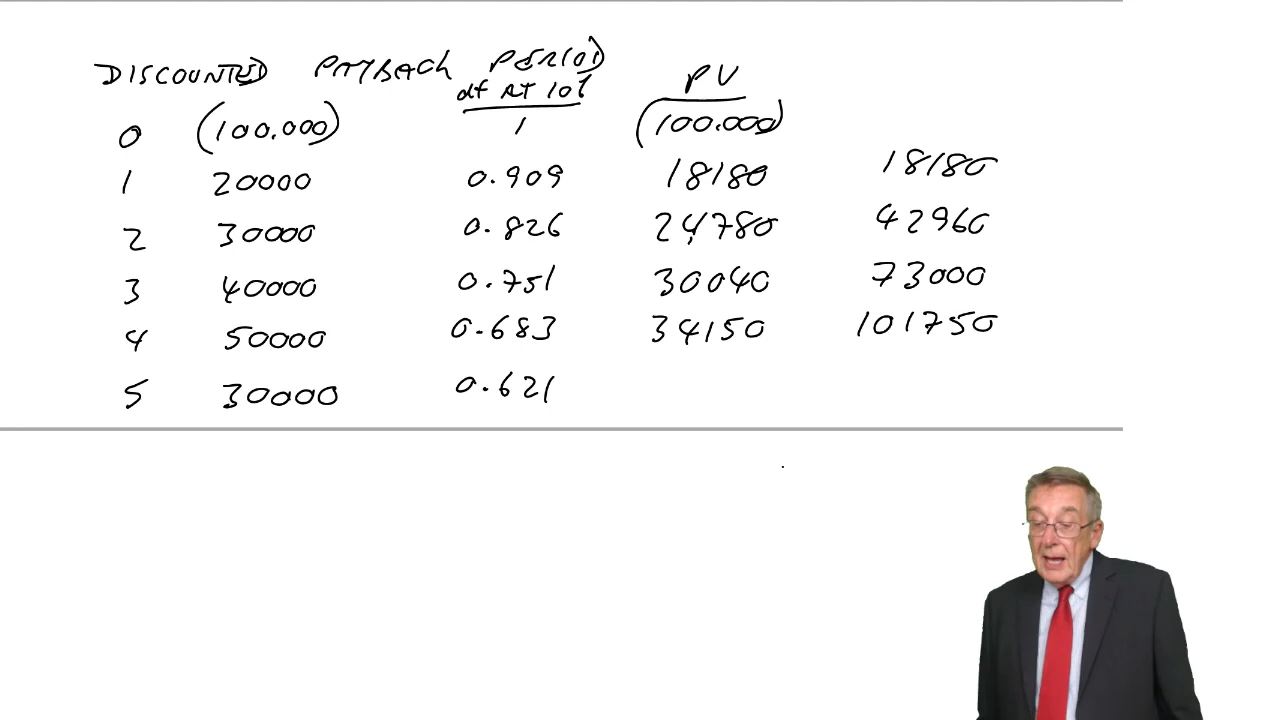 DISCOUNTED PAYBACK PERIOD
df AT 10% PV
0 (100.000) 1 (100.000)
1 20000 0.909 18180 18180
2 30000 0.826 24780 42960
3 40000 0.751 30040 73000
4 50000 0.683 34150 101750
5 30000 0.621